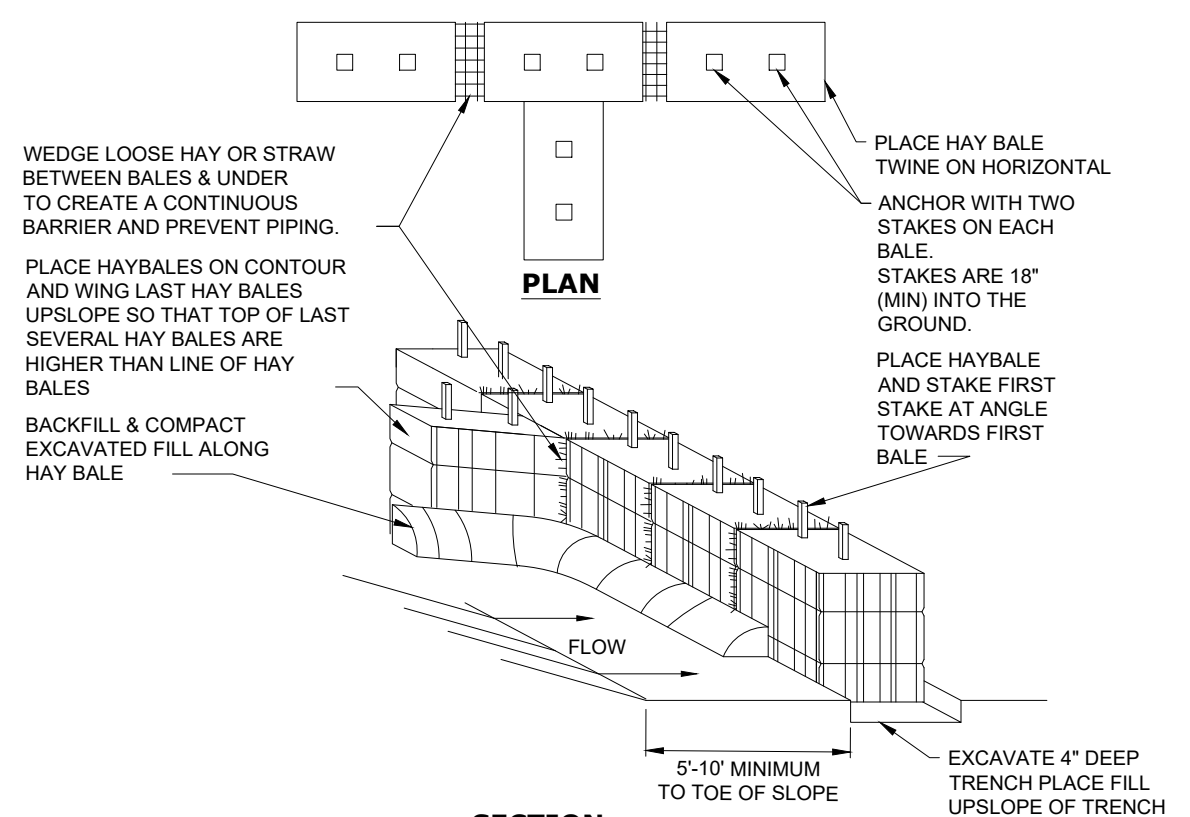 WEDGE LOOSE HAY OR STRAW
BETWEEN BALES & UNDER
TO CREATE A CONTINUOUS
BARRIER AND PREVENT PIPING.
PLACE HAYBALES ON CONTOUR
AND WING LAST HAY BALES
UPSLOPE SO THAT TOP OF LAST
SEVERAL HAY BALES ARE
HIGHER THAN LINE OF HAY
BALES
BACKFILL & COMPACT
EXCAVATED FILL ALONG
HAY BALE
PLAN
PLACE HAY BALE
TWINE ON HORIZONTAL
ANCHOR WITH TWO
STAKES ON EACH
BALE.
STAKES ARE 18"
(MIN) INTO THE
GROUND.
PLACE HAYBALE
AND STAKE FIRST
STAKE AT ANGLE
TOWARDS FIRST
BALE
FLOW
5'-10' MINIMUM
TO TOE OF SLOPE
EXCAVATE 4" DEEP
TRENCH PLACE FILL
UPSLOPE OF TRENCH
SECTION